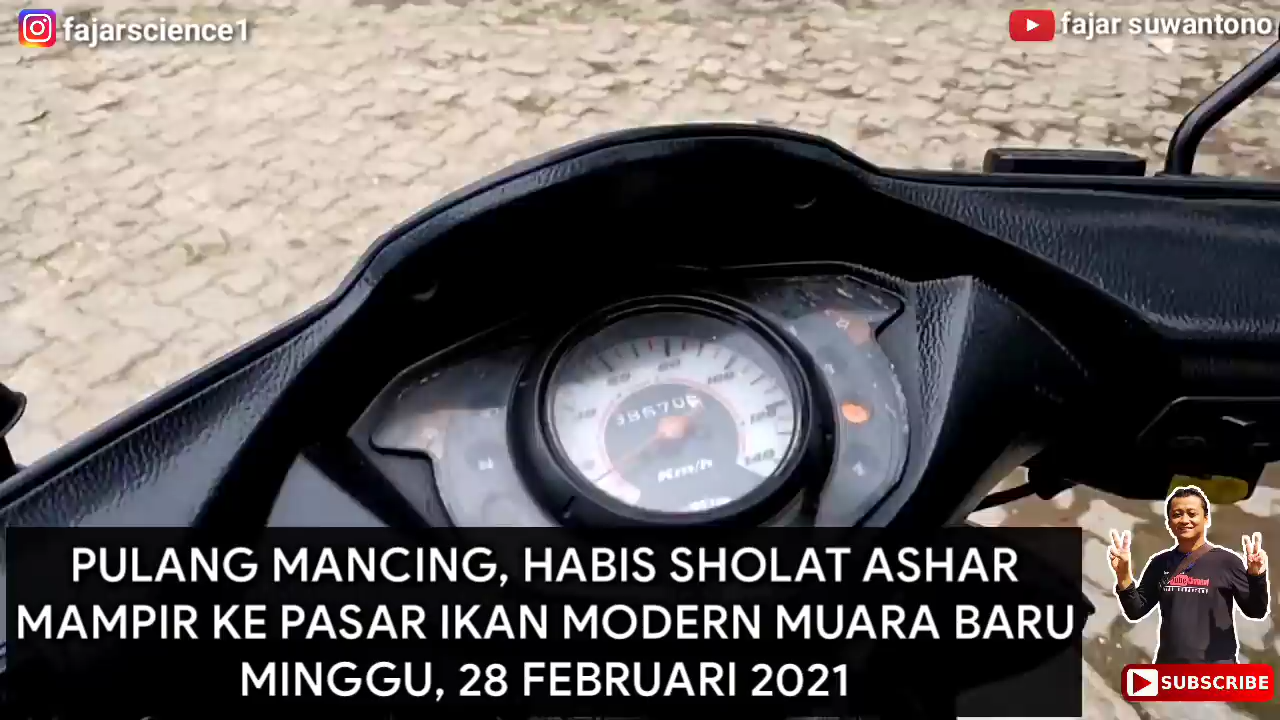 fajarscience1
fajar suwantono
Km/h
140
PULANG MANCING, HABIS SHOLAT ASHAR
MAMPIR KE PASAR IKAN MODERN MUARA BARU
MINGGU, 28 FEBRUARI 2021
SUBSCRIBE